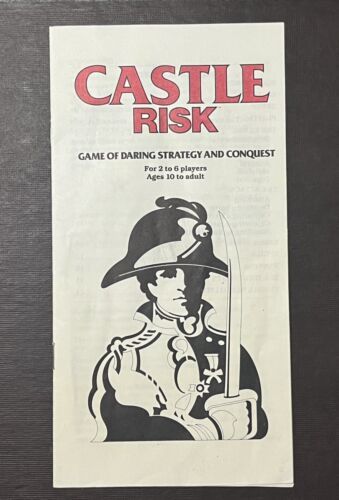 CASTLE
RISK
GAME OF DARING STRATEGY AND CONQUEST
For 2 to 6 players
Ages 10 to adult